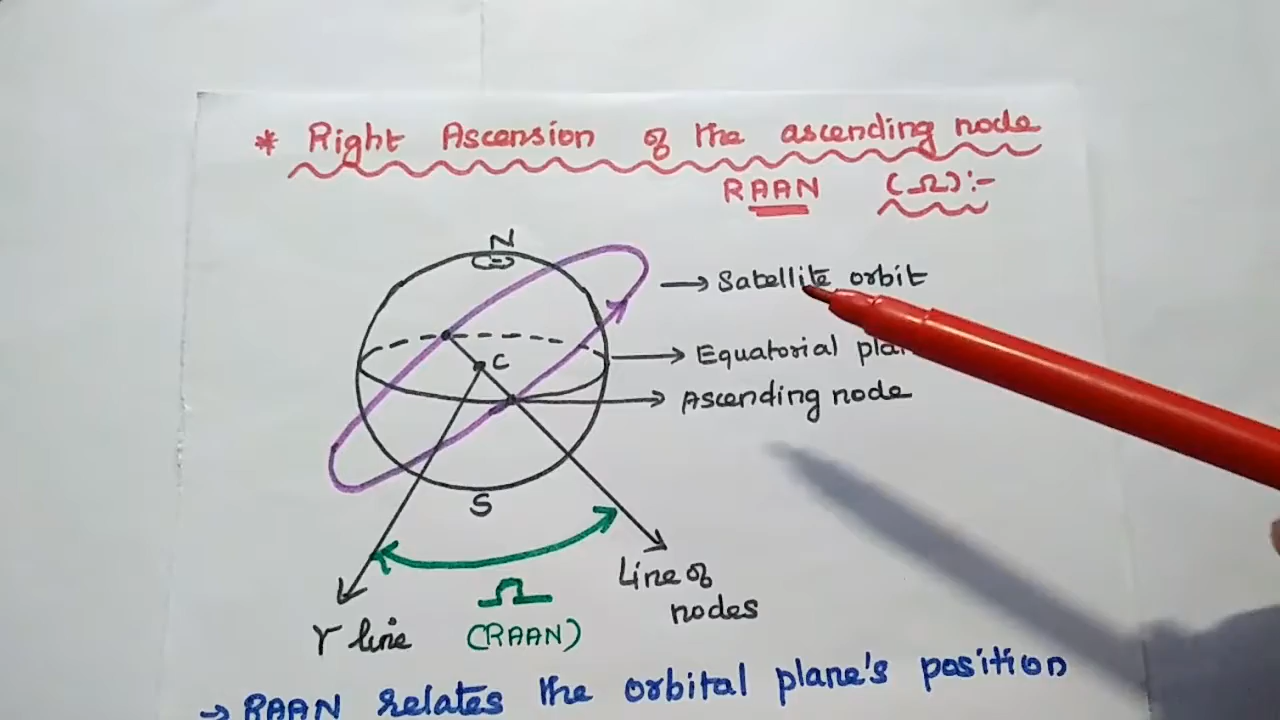 * Right Ascension of the ascending node
RAAN (Ω):-
N
→ Satellite orbit
C
→ Equatorial
→ Ascending node
S
Line of
nodes
Ω
(RAAN)
γ line
→ RAAN relates the orbital plane's position